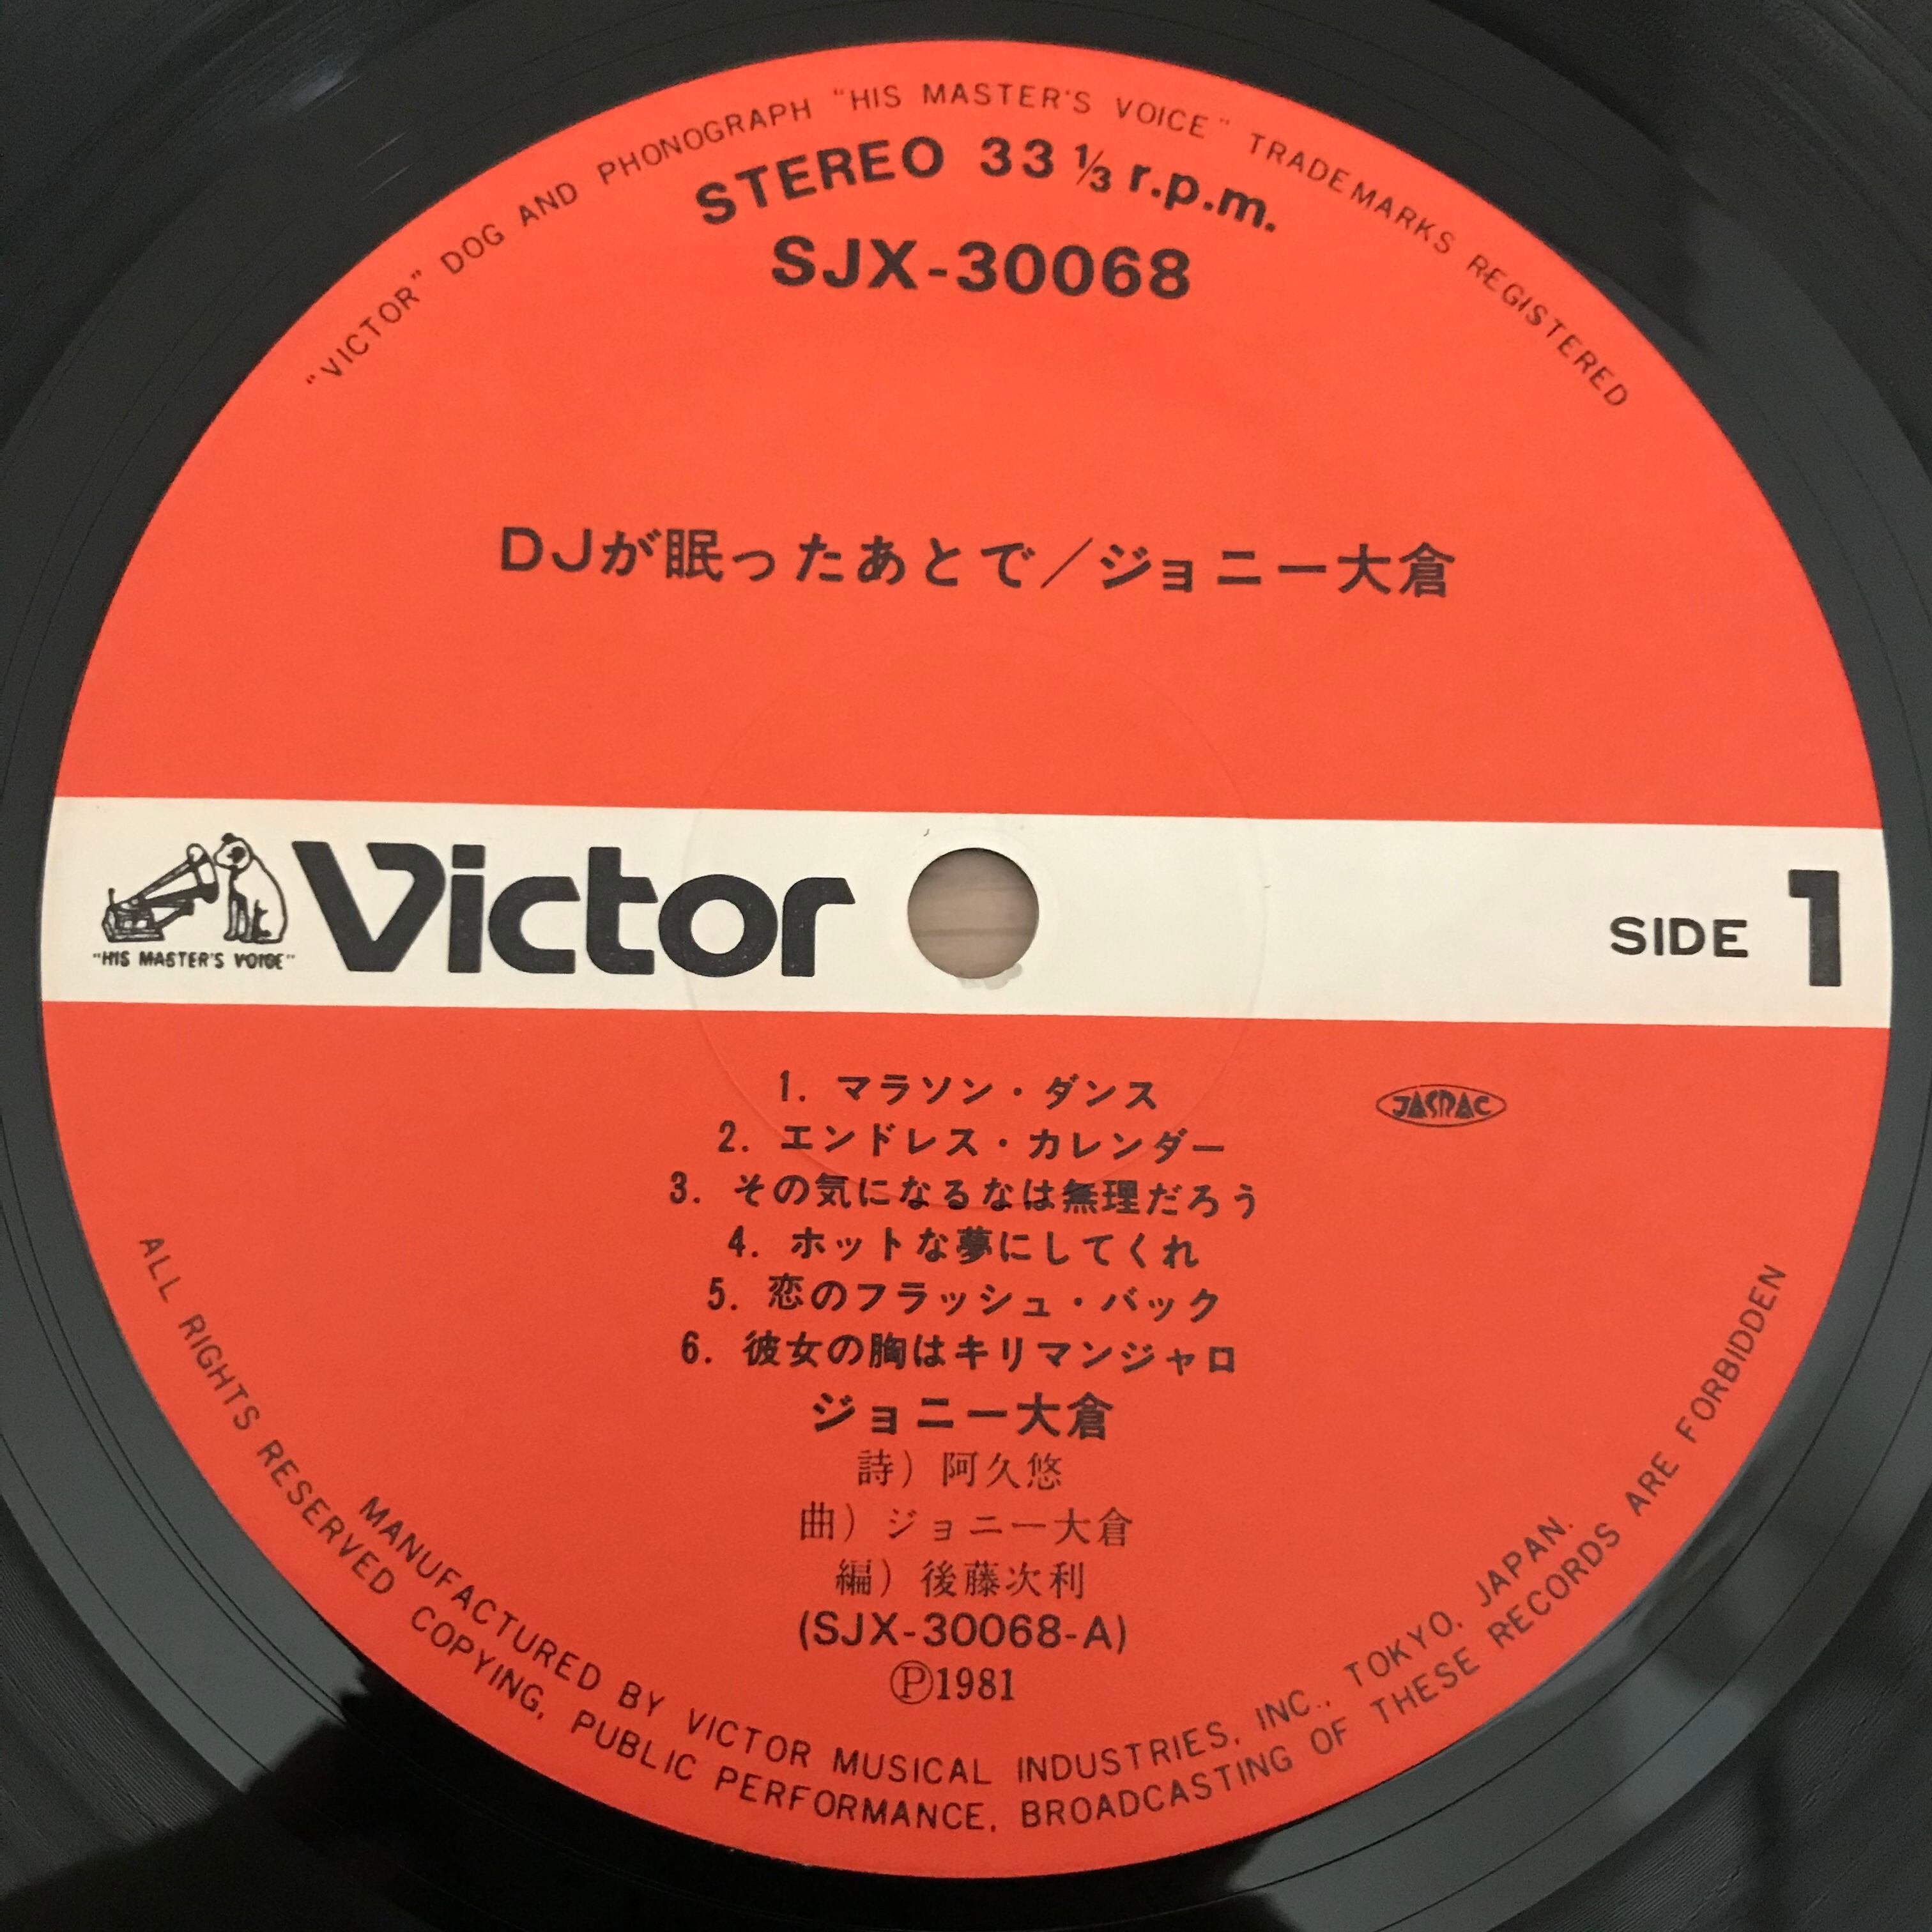 "VICTOR" DOG AND PHONOGRAPH "HIS MASTER'S VOICE" TRADEMARKS REGISTERED
STEREO 33 ⅓ r.p.m.
SJX-30068
DJが眠ったあとで／ジョニー大倉
"HIS MASTER'S VOICE"
Victor
SIDE 1
1. マラソン・ダンス
JASRAC
2. エンドレス・カレンダー
3. その気になるなは無理だろう
4. ホットな夢にしてくれ
5. 恋のフラッシュ・バック
6. 彼女の胸はキリマンジャロ
ジョニー大倉
詩）阿久悠
曲）ジョニー大倉
編）後藤次利
(SJX-30068-A)
Ⓟ1981
MANUFACTURED BY VICTOR MUSICAL INDUSTRIES, INC., TOKYO, JAPAN.
ALL RIGHTS RESERVED COPYING, PUBLIC PERFORMANCE, BROADCASTING OF THESE RECORDS ARE FORBIDDEN